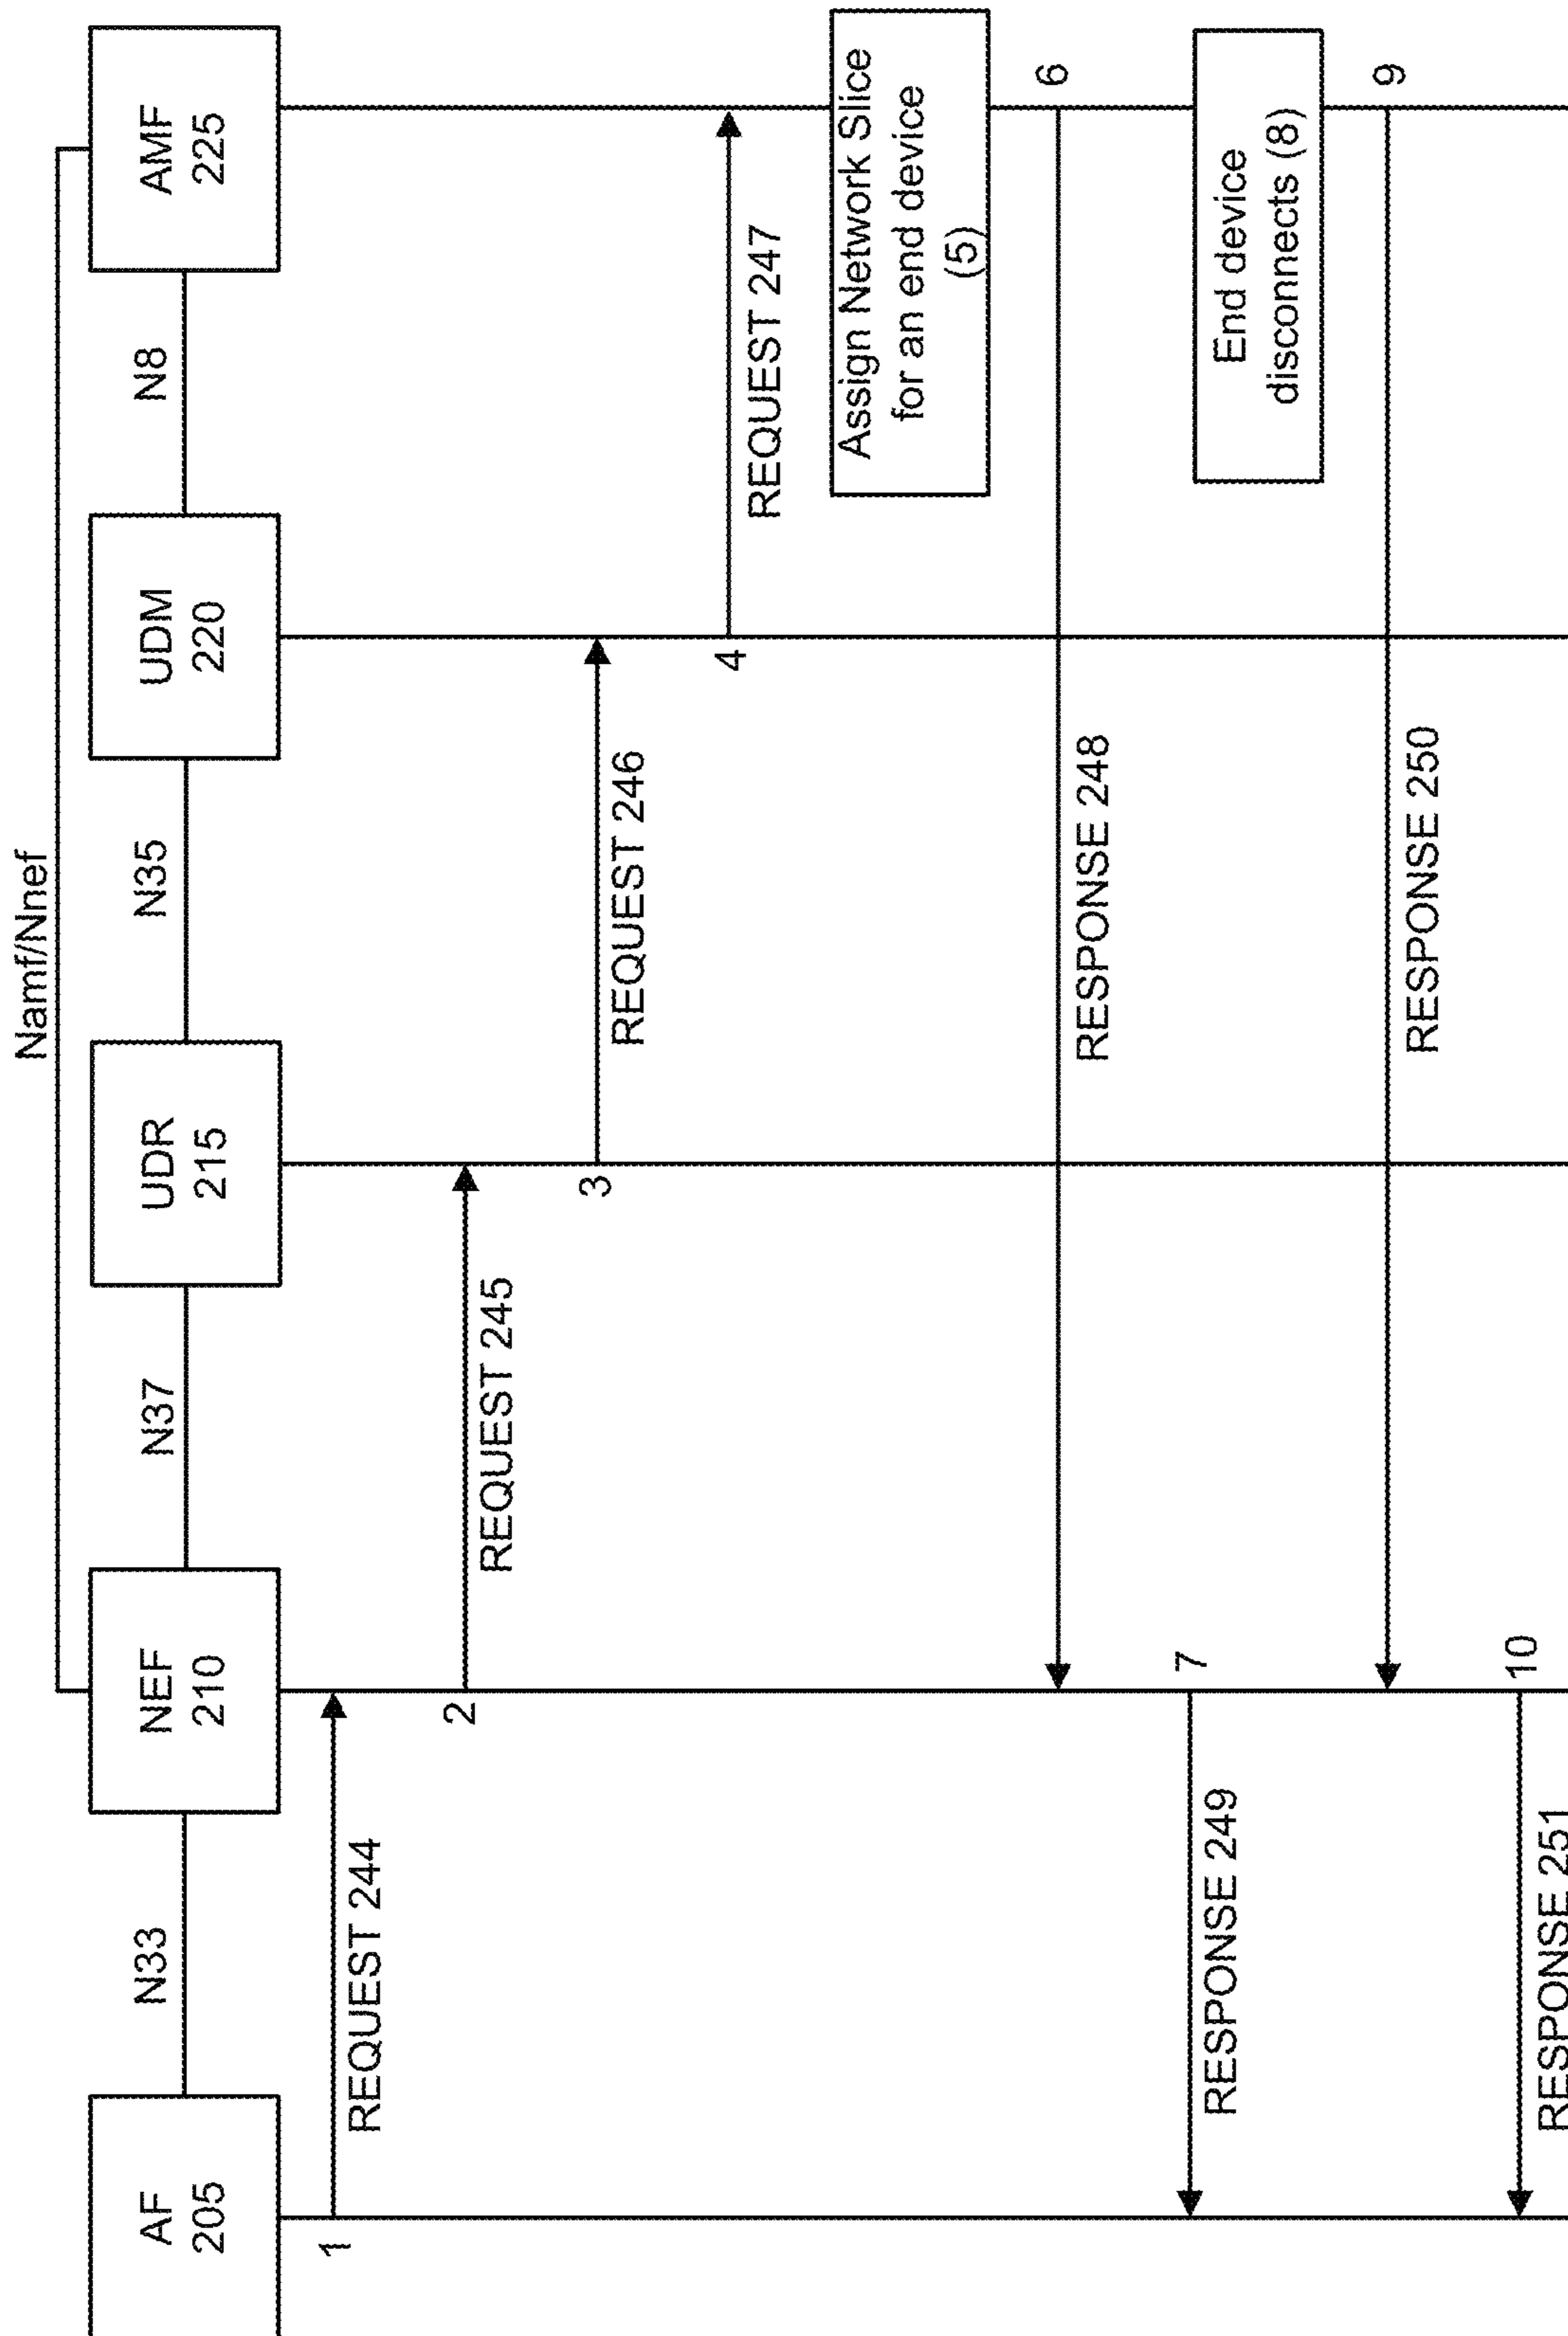 Namf/Nnef
AF
205
N33
NEF
210
N37
UDR
215
N35
UDM
220
N8
AMF
225
1
REQUEST 244
2
REQUEST 245
3
REQUEST 246
4
REQUEST 247
Assign Network Slice
for an end device
(5)
6
RESPONSE 248
7
RESPONSE 249
End device
disconnects (8)
9
RESPONSE 250
10
RESPONSE 251